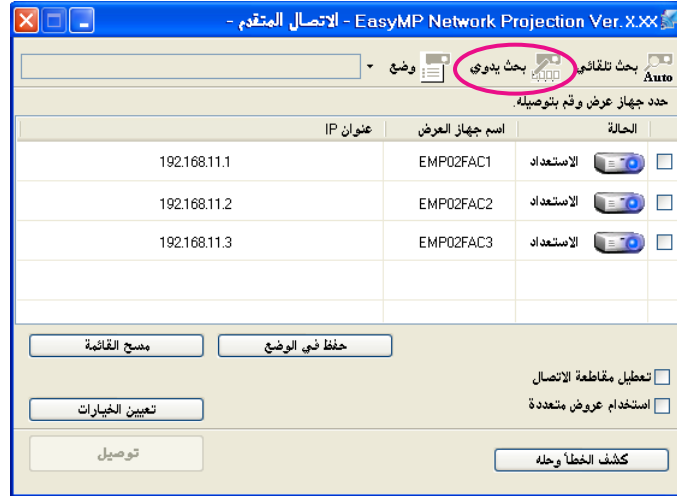 EasyMP Network Projection Ver.X.XX - الاتصال المتقدم -
بحث تلقائي Auto بحث يدوي وضع
حدد جهاز عرض وقم بتوصيله.
الحالة اسم جهاز العرض عنوان IP
الاستعداد EMP02FAC1 192.168.11.1
الاستعداد EMP02FAC2 192.168.11.2
الاستعداد EMP02FAC3 192.168.11.3
حفظ في الوضع مسح القائمة
تعطيل مقاطعة الاتصال
استخدام عروض متعددة تعيين الخيارات
كشف الخطأ وحله توصيل